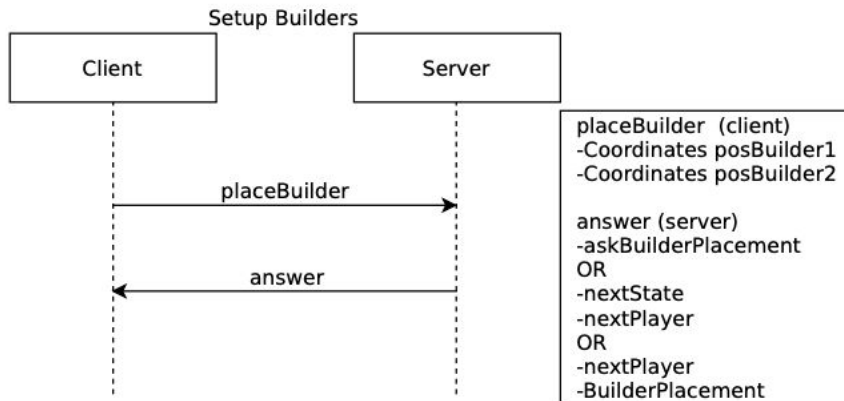 Setup Builders
Client
Server
placeBuilder
answer
placeBuilder (client)
-Coordinates posBuilder1
-Coordinates posBuilder2
answer (server)
-askBuilderPlacement
OR
-nextState
-nextPlayer
OR
-nextPlayer
-BuilderPlacement